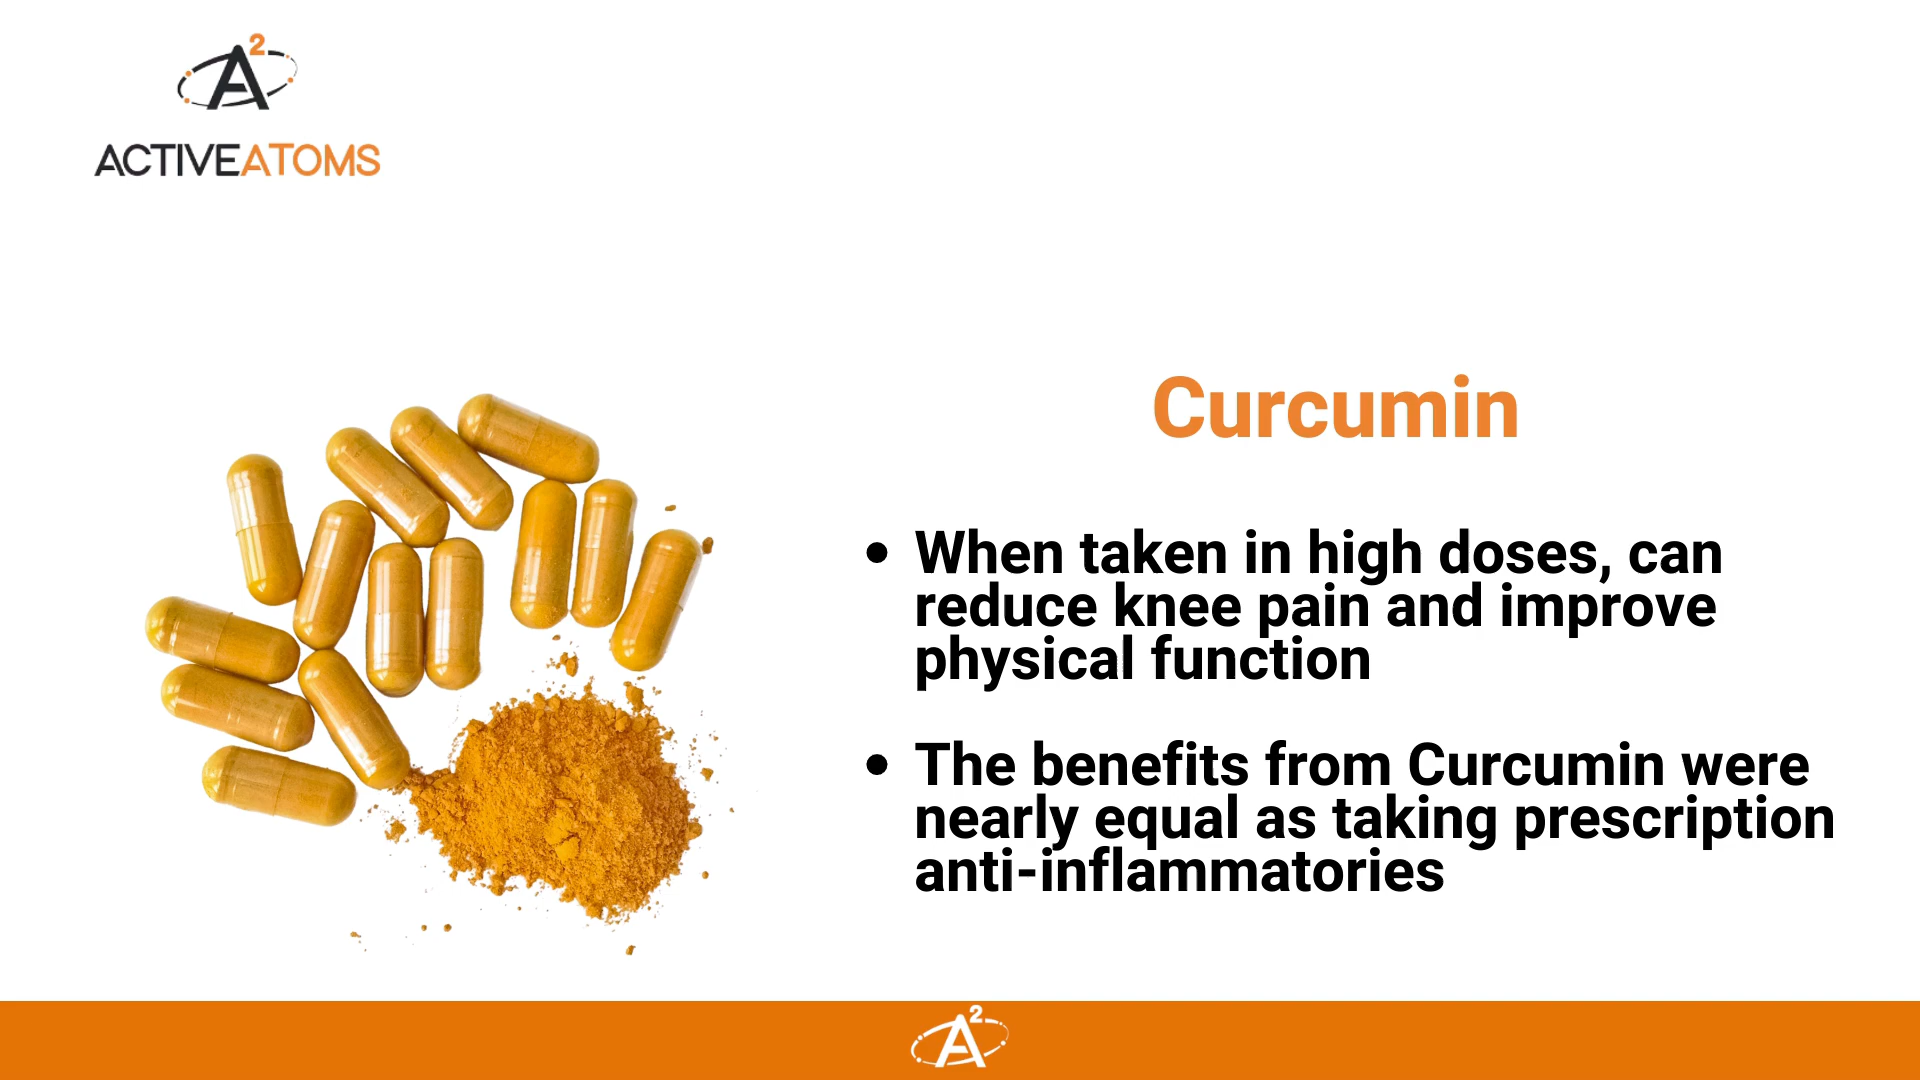 A2
ACTIVEATOMS
Curcumin
• When taken in high doses, can
reduce knee pain and improve
physical function
• The benefits from Curcumin were
nearly equal as taking prescription
anti-inflammatories
A2